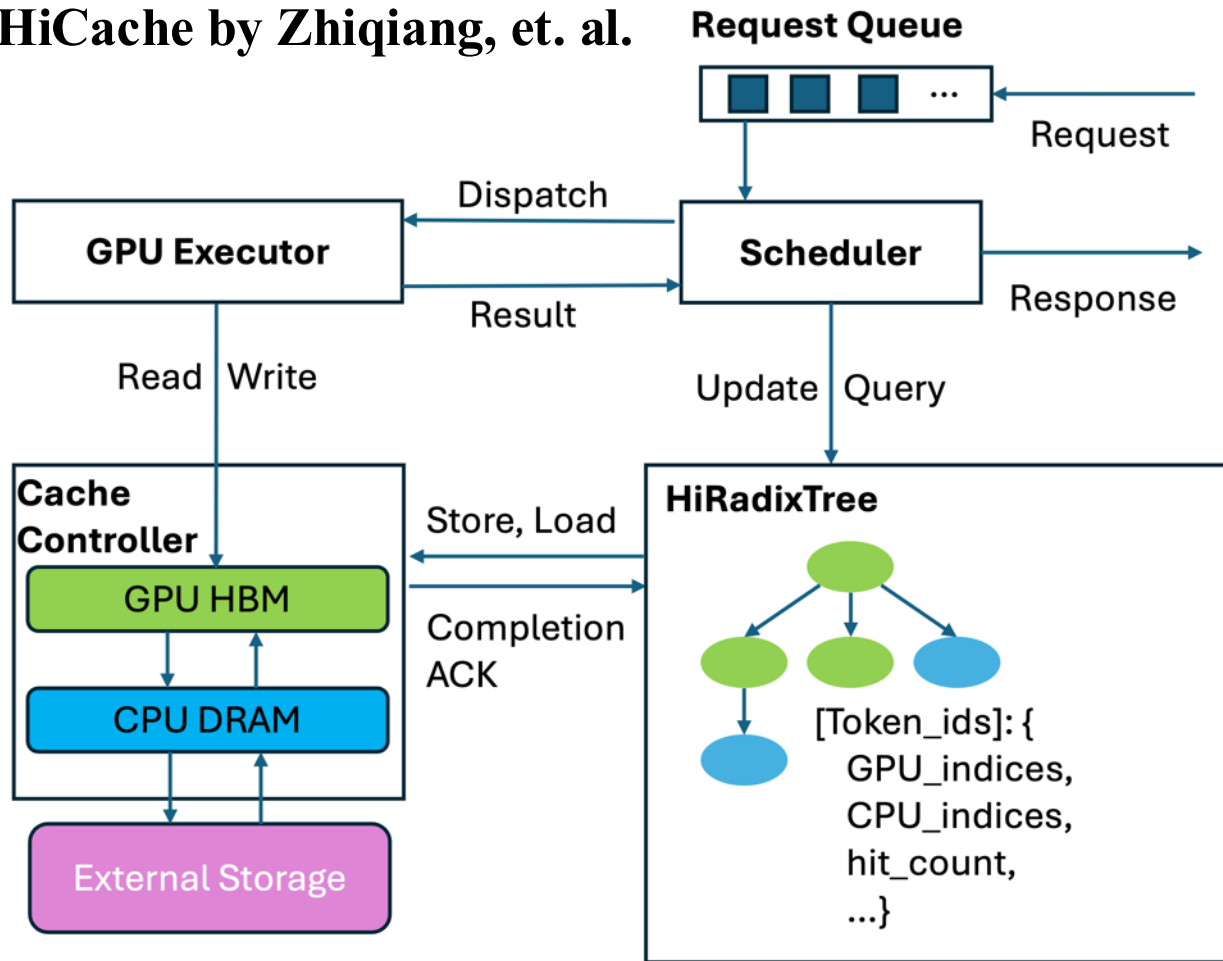 HiCache by Zhiqiang, et. al.
Request Queue
...
Request
Dispatch
GPU Executor
Scheduler
Result
Response
Read Write
Update Query
Cache
Controller
Store, Load
HiRadixTree
GPU HBM
Completion
ACK
CPU DRAM
[Token_ids]: {
GPU_indices,
CPU_indices,
hit_count,
...}
External Storage